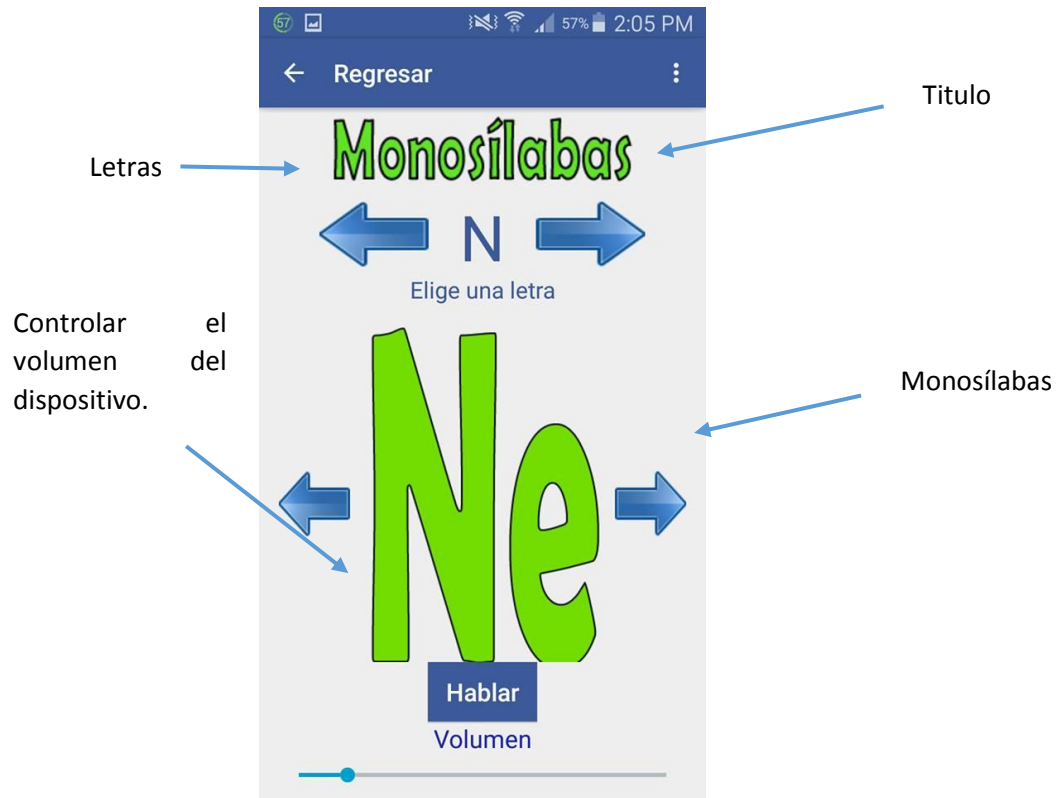 57 57% 2:05 PM
Regresar
Titulo
Monosílabas
Letras
N
Elige una letra
Controlar el
volumen del
dispositivo.
Monosílabas
Ne
Hablar
Volumen